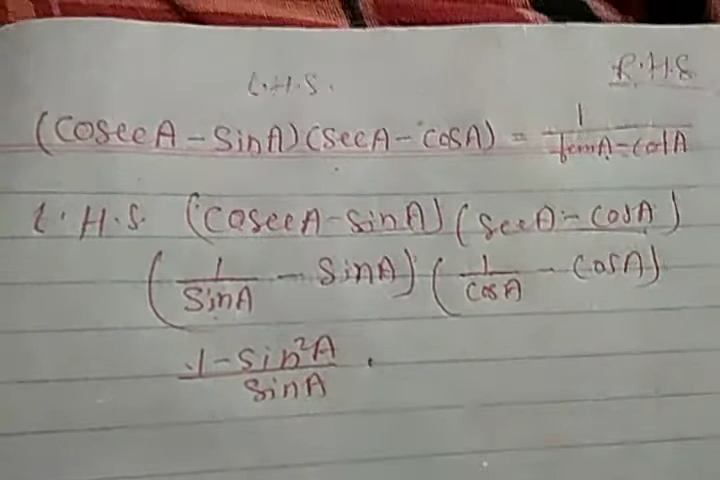 L.H.S. R.H.S
(CosecA - SinA) (SecA - CosA) = 1/tanA - CotA
L.H.S. (CosecA - sinA) (SecA - CosA)
(1/SinA - SinA) (1/CosA - CosA)
1 - Sin²A/SinA .